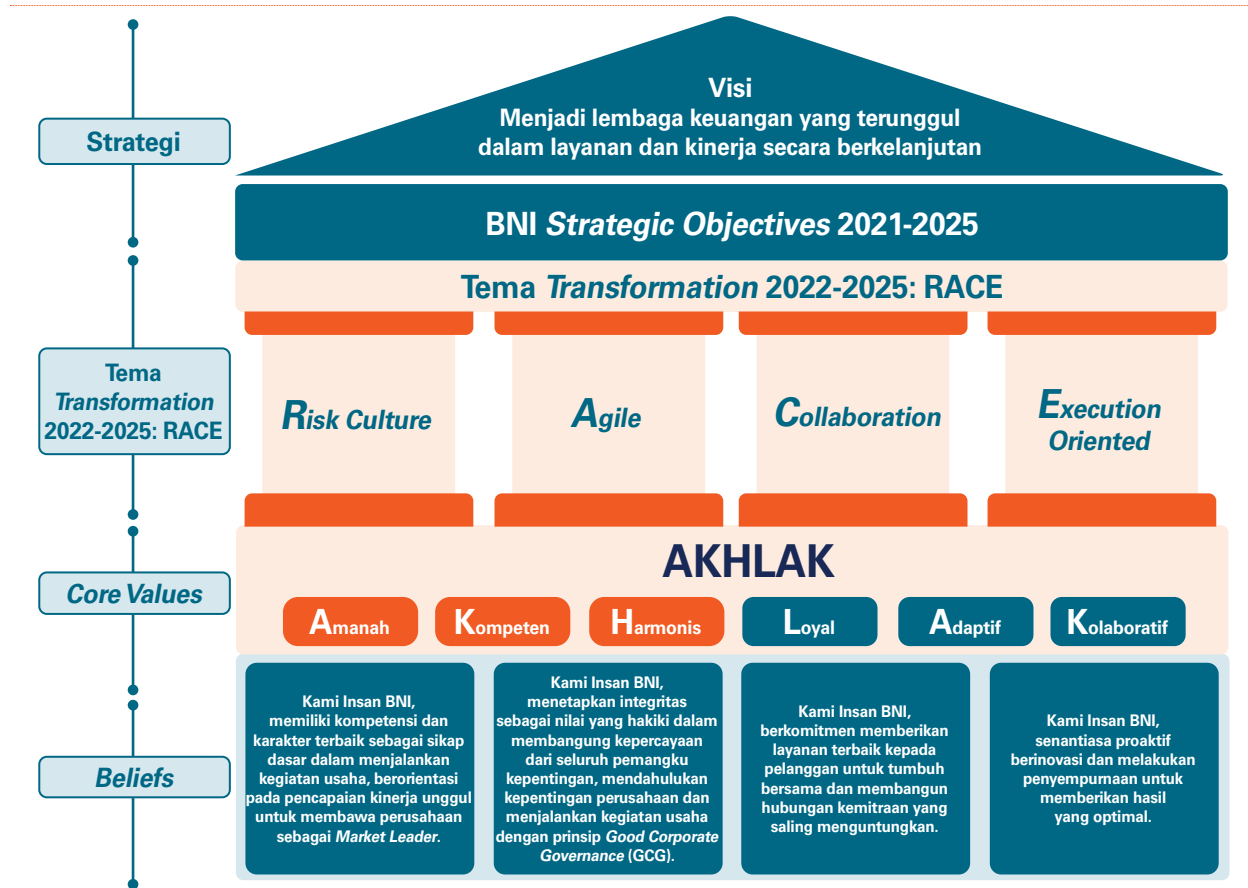 Strategi
Visi
Menjadi lembaga keuangan yang terunggul
dalam layanan dan kinerja secara berkelanjutan
BNI Strategic Objectives 2021-2025
Tema Transformation 2022-2025: RACE
Tema
Transformation
2022-2025: RACE
Risk Culture
Agile
Collaboration
Execution
Oriented
Core Values
AKHLAK
Amanah
Kompeten
Harmonis
Loyal
Adaptif
Kolaboratif
Beliefs
Kami Insan BNI,
memiliki kompetensi dan
karakter terbaik sebagai sikap
dasar dalam menjalankan
kegiatan usaha, berorientasi
pada pencapaian kinerja unggul
untuk membawa perusahaan
sebagai Market Leader.
Kami Insan BNI,
menetapkan integritas
sebagai nilai yang hakiki dalam
membangung kepercayaan
dari seluruh pemangku
kepentingan, mendahulukan
kepentingan perusahaan dan
menjalankan kegiatan usaha
dengan prinsip Good Corporate
Governance (GCG).
Kami Insan BNI,
berkomitmen memberikan
layanan terbaik kepada
pelanggan untuk tumbuh
bersama dan membangun
hubungan kemitraan yang
saling menguntungkan.
Kami Insan BNI,
senantiasa proaktif
berinovasi dan melakukan
penyempurnaan untuk
memberikan hasil
yang optimal.